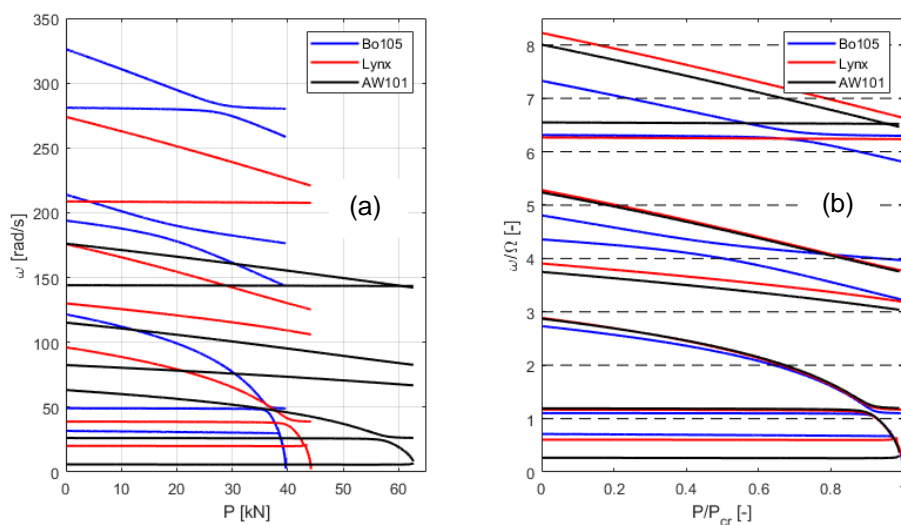 350
300
250
200
150
100
50
0
ω [rad/s]
0 10 20 30 40 50 60
P [kN]
Bo105
Lynx
AW101
(a)
8
7
6
5
4
3
2
1
0
ω/Ω [-]
0 0.2 0.4 0.6 0.8 1
P/P_cr [-]
Bo105
Lynx
AW101
(b)